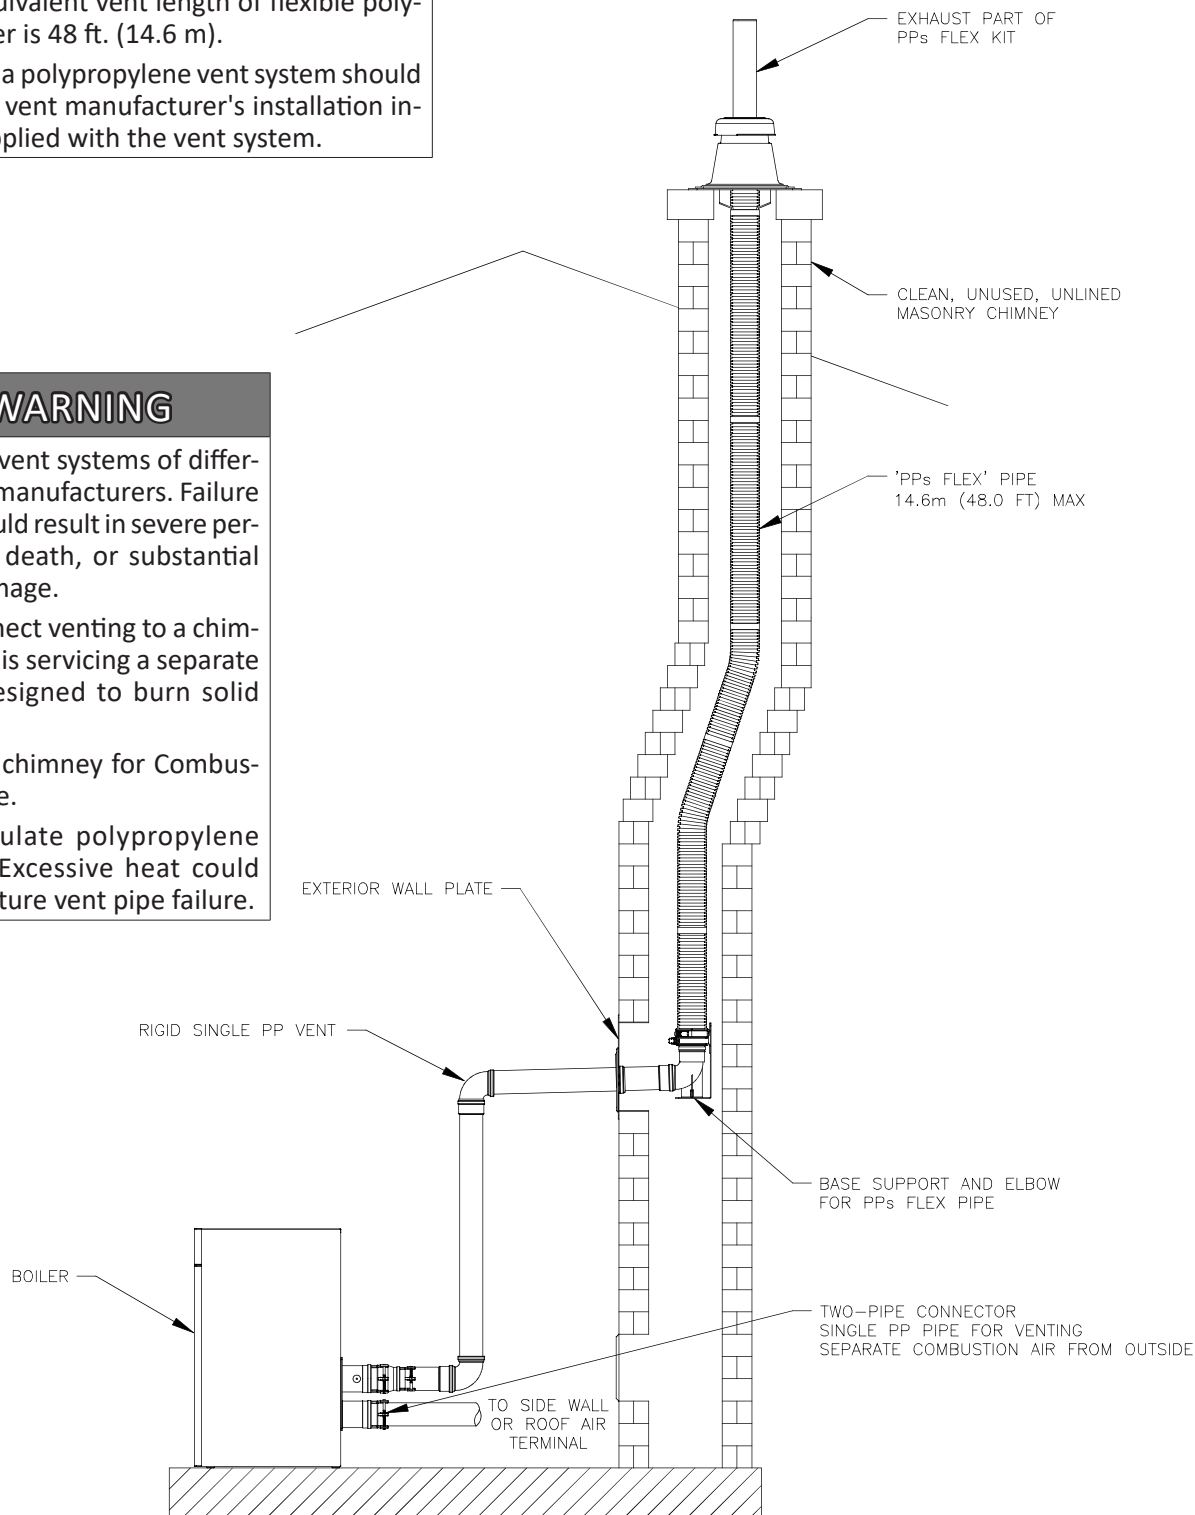 uivalent vent length of flexible poly-
er is 48 ft. (14.6 m).
a polypropylene vent system should
vent manufacturer's installation in-
pplied with the vent system.
WARNING
vent systems of differ-
manufacturers. Failure
uld result in severe per-
death, or substantial
mage.
nect venting to a chim-
is servicing a separate
esigned to burn solid
chimney for Combus-
e.
ulate polypropylene
Excessive heat could
ture vent pipe failure.
EXHAUST PART OF
PPs FLEX KIT
CLEAN, UNUSED, UNLINED
MASONRY CHIMNEY
'PPs FLEX' PIPE
14.6m (48.0 FT) MAX
EXTERIOR WALL PLATE
RIGID SINGLE PP VENT
BASE SUPPORT AND ELBOW
FOR PPs FLEX PIPE
BOILER
TWO-PIPE CONNECTOR
SINGLE PP PIPE FOR VENTING
SEPARATE COMBUSTION AIR FROM OUTSIDE
TO SIDE WALL
OR ROOF AIR
TERMINAL